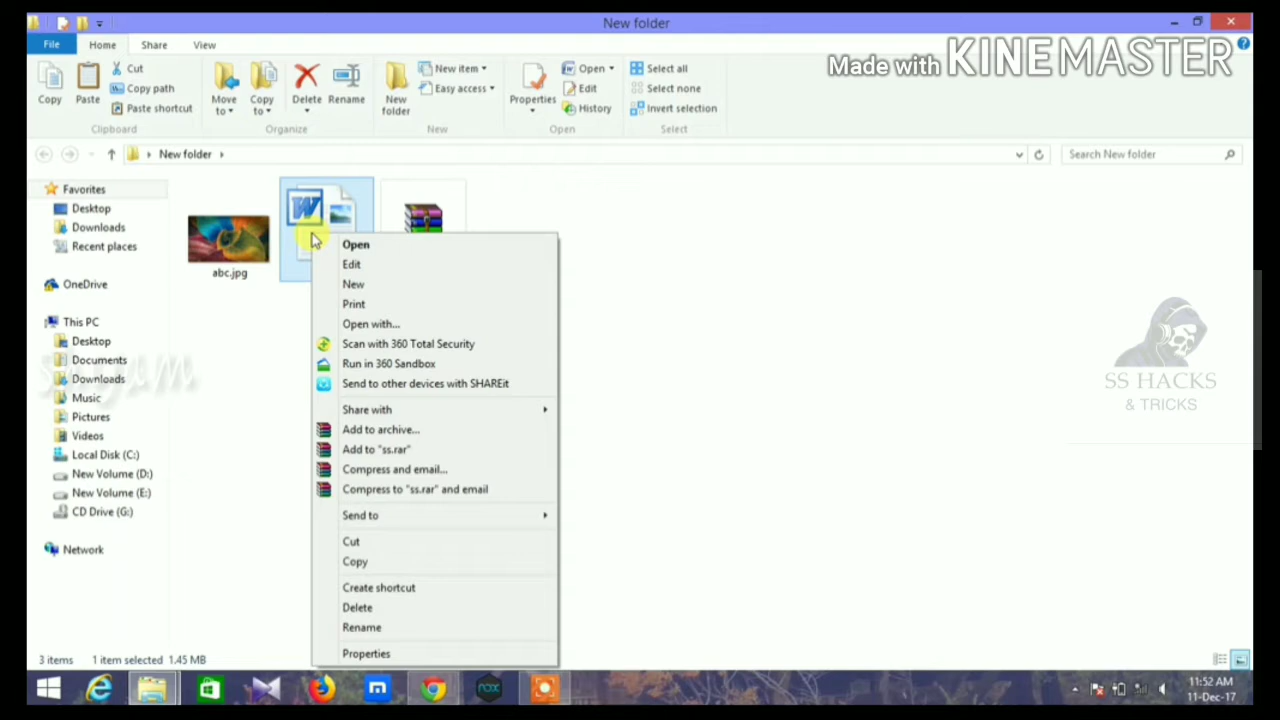 New folder
Made with KINEMASTER
File Home Share View
Copy
Paste
Cut
Copy path
Paste shortcut
Clipboard
Move to
Copy to
Delete
Rename
Organize
New folder
New item
Easy access
New
Properties
Open
Edit
History
Open
Select all
Select none
Invert selection
Select
New folder
Search New folder
Favorites
Desktop
Downloads
Recent places
OneDrive
This PC
Desktop
Documents
Downloads
Music
Pictures
Videos
Local Disk (C:)
New Volume (D:)
New Volume (E:)
CD Drive (G:)
Network
abc.jpg
W
Open
Edit
New
Print
Open with...
Scan with 360 Total Security
Run in 360 Sandbox
Send to other devices with SHAREit
Share with
Add to archive...
Add to "ss.rar"
Compress and email...
Compress to "ss.rar" and email
Send to
Cut
Copy
Create shortcut
Delete
Rename
Properties
SS HACKS
& TRICKS
3 items 1 item selected 1.45 MB
nox
11:52 AM
11-Dec-17